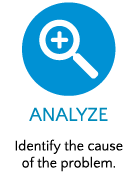 ANALYZE
Identify the cause
of the problem.